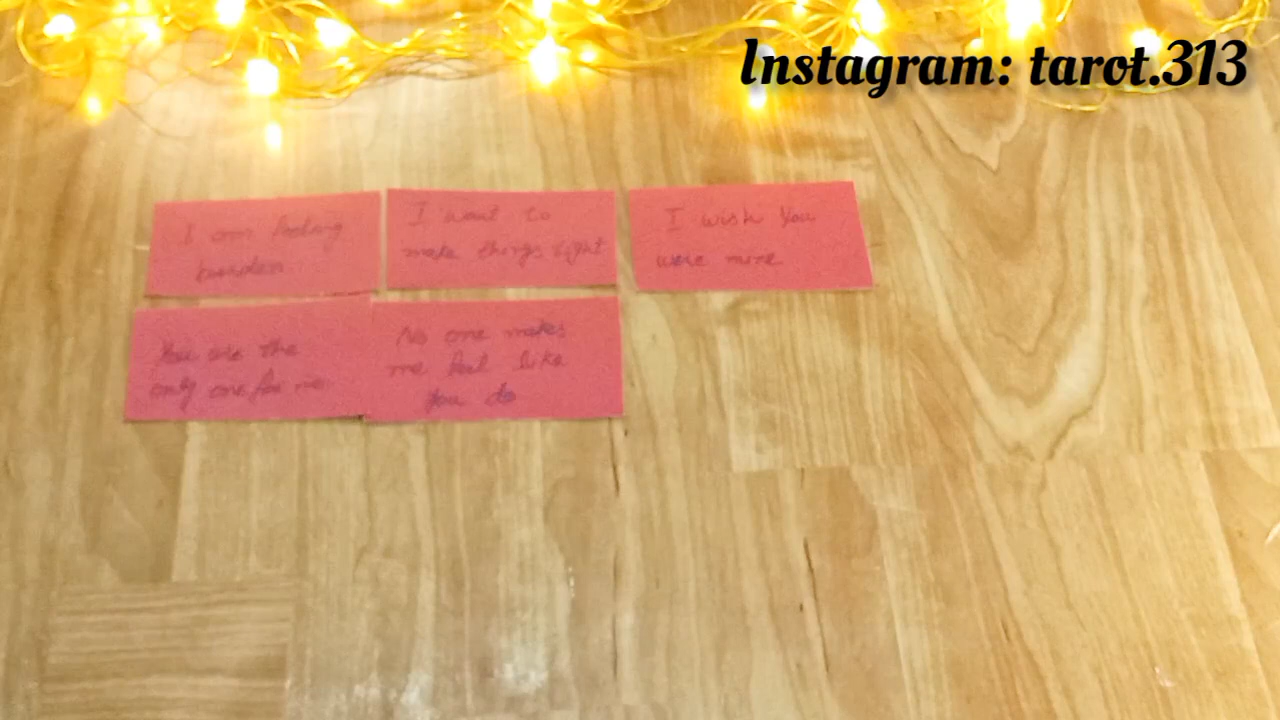 Instagram: tarot.313
I am feeling
burden
I want to
make things right
I wish You
were mine
You are the
only one for me
No one makes
me feel like
you do